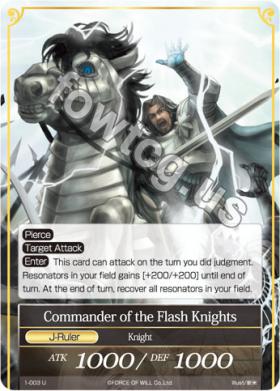 fowtcg.us
Pierce
Target Attack
Enter This card can attack on the turn you did judgment.
Resonators in your field gains [+200/+200] until end of
turn. At the end of turn, recover all resonators in your field.
Commander of the Flash Knights
J-Ruler Knight
ATK 1000 / DEF 1000
1-003 U ©FORCE OF WILL Co.,Ltd. Illust/